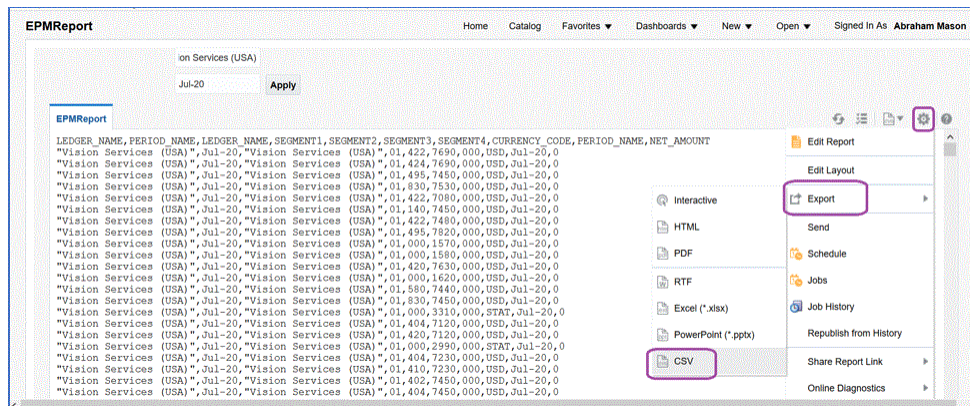 EPMReport
Home Catalog Favorites Dashboards New Open Signed In As Abraham Mason
ion Services (USA)
Jul-20 Apply
EPMReport
LEDGER_NAME,PERIOD_NAME,LEDGER_NAME,SEGMENT1,SEGMENT2,SEGMENT3,SEGMENT4,CURRENCY_CODE,PERIOD_NAME,NET_AMOUNT
"Vision Services (USA)",Jul-20,"Vision Services (USA)",01,422,7690,000,USD,Jul-20,0
"Vision Services (USA)",Jul-20,"Vision Services (USA)",01,424,7690,000,USD,Jul-20,0
"Vision Services (USA)",Jul-20,"Vision Services (USA)",01,495,7450,000,USD,Jul-20,0
"Vision Services (USA)",Jul-20,"Vision Services (USA)",01,830,7530,000,USD,Jul-20,0
"Vision Services (USA)",Jul-20,"Vision Services (USA)",01,422,7080,000,USD,Jul-20,0
"Vision Services (USA)",Jul-20,"Vision Services (USA)",01,140,7450,000,USD,Jul-20,0
"Vision Services (USA)",Jul-20,"Vision Services (USA)",01,422,7480,000,USD,Jul-20,0
"Vision Services (USA)",Jul-20,"Vision Services (USA)",01,495,7820,000,USD,Jul-20,0
"Vision Services (USA)",Jul-20,"Vision Services (USA)",01,000,1570,000,USD,Jul-20,0
"Vision Services (USA)",Jul-20,"Vision Services (USA)",01,000,1580,000,USD,Jul-20,0
"Vision Services (USA)",Jul-20,"Vision Services (USA)",01,420,7630,000,USD,Jul-20,0
"Vision Services (USA)",Jul-20,"Vision Services (USA)",01,000,1620,000,USD,Jul-20,0
"Vision Services (USA)",Jul-20,"Vision Services (USA)",01,580,7440,000,USD,Jul-20,0
"Vision Services (USA)",Jul-20,"Vision Services (USA)",01,830,7450,000,USD,Jul-20,0
"Vision Services (USA)",Jul-20,"Vision Services (USA)",01,000,3310,000,STAT,Jul-20,0
"Vision Services (USA)",Jul-20,"Vision Services (USA)",01,404,7120,000,USD,Jul-20,0
"Vision Services (USA)",Jul-20,"Vision Services (USA)",01,420,7120,000,USD,Jul-20,0
"Vision Services (USA)",Jul-20,"Vision Services (USA)",01,000,2990,000,STAT,Jul-20,0
"Vision Services (USA)",Jul-20,"Vision Services (USA)",01,404,7230,000,USD,Jul-20,0
"Vision Services (USA)",Jul-20,"Vision Services (USA)",01,410,7230,000,USD,Jul-20,0
"Vision Services (USA)",Jul-20,"Vision Services (USA)",01,402,7450,000,USD,Jul-20,0
"Vision Services (USA)",Jul-20,"Vision Services (USA)",01,404,7450,000,USD,Jul-20,0
Interactive
HTML
PDF
RTF
Excel (*.xlsx)
PowerPoint (*.pptx)
CSV
Edit Report
Edit Layout
Export
Send
Schedule
Jobs
Job History
Republish from History
Share Report Link
Online Diagnostics